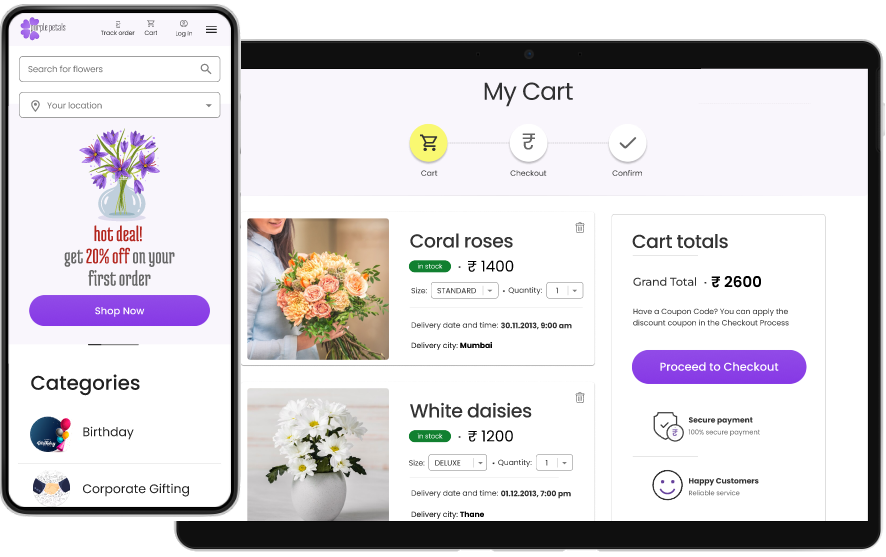 purple petals
Track order
Cart
Log in
Search for flowers
Your location
hot deal!
get 20% off on your
first order
Shop Now
Categories
Birthday
Corporate Gifting
My Cart
Cart
Checkout
Confirm
Coral roses
in stock
· ₹ 1400
Size: STANDARD • Quantity: 1
Delivery date and time: 30.11.2013, 9:00 am
Delivery city: Mumbai
White daisies
in stock
· ₹ 1200
Size: DELUXE • Quantity: 1
Delivery date and time: 01.12.2013, 7:00 pm
Delivery city: Thane
Cart totals
Grand Total · ₹ 2600
Have a Coupon Code? You can apply the
discount coupon in the Checkout Process
Proceed to Checkout
Secure payment
100% secure payment
Happy Customers
Reliable service